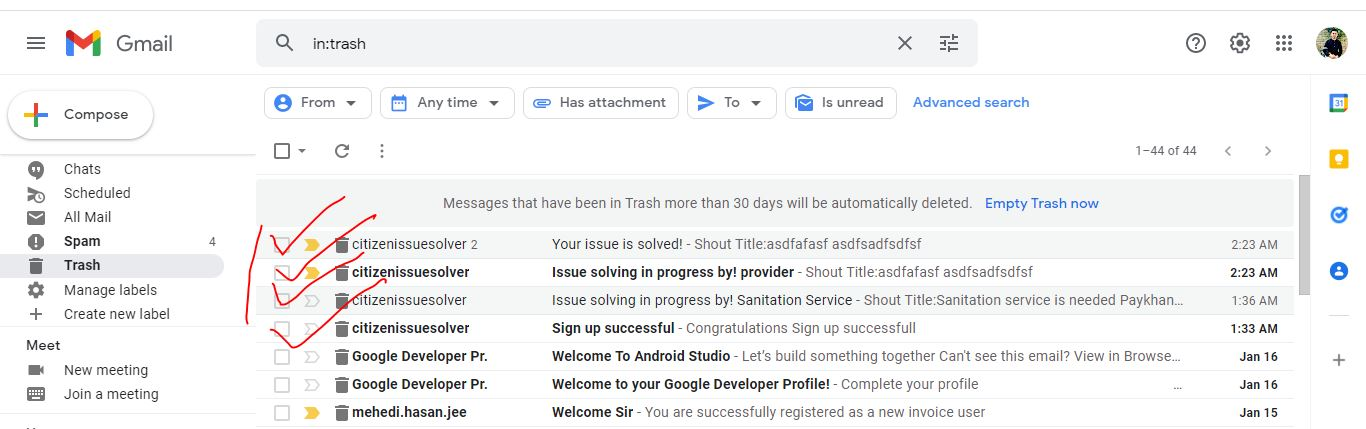 Gmail
in:trash
Compose
From
Any time
Has attachment
To
Is unread
Advanced search
1–44 of 44
Chats
Scheduled
All Mail
Spam 4
Trash
Manage labels
Create new label
Meet
New meeting
Join a meeting
31
Messages that have been in Trash more than 30 days will be automatically deleted. Empty Trash now
citizenissuesolver 2 Your issue is solved! - Shout Title:asdfafasf asdfsadfsdfsf 2:23 AM
citizenissuesolver Issue solving in progress by! provider - Shout Title:asdfafasf asdfsadfsdfsf 2:23 AM
citizenissuesolver Issue solving in progress by! Sanitation Service - Shout Title:Sanitation service is needed Paykhan… 1:36 AM
citizenissuesolver Sign up successful - Congratulations Sign up successfull 1:33 AM
Google Developer Pr. Welcome To Android Studio - Let's build something together Can't see this email? View in Browse… Jan 16
Google Developer Pr. Welcome to your Google Developer Profile! - Complete your profile … Jan 16
mehedi.hasan.jee Welcome Sir - You are successfully registered as a new invoice user Jan 15